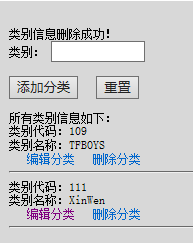 类别信息删除成功!
类别:
添加分类 重置
所有类别信息如下:
类别代码: 109
类别名称: TFBOYS
编辑分类 删除分类
类别代码: 111
类别名称: XinWen
编辑分类 删除分类